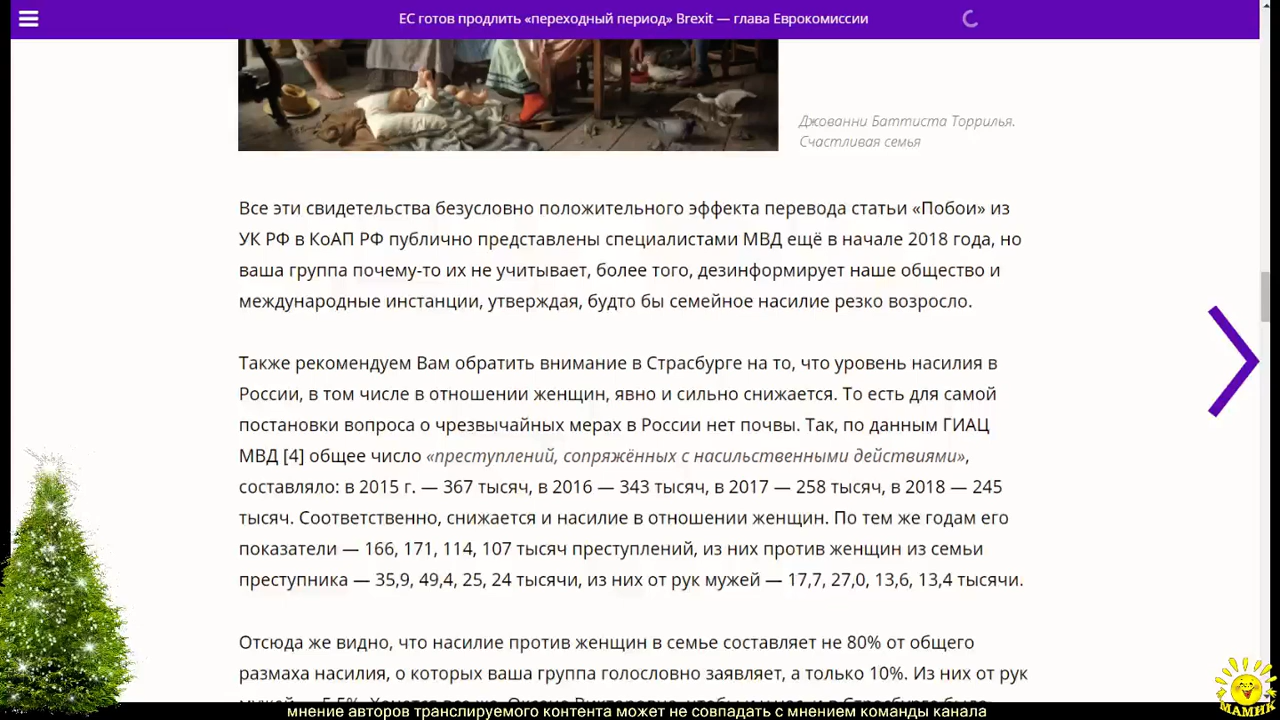 ЕС готов продлить «переходный период» Brexit — глава Еврокомиссии
Джованни Баттиста Торрилья.
Счастливая семья
Все эти свидетельства безусловно положительного эффекта перевода статьи «Побои» из
УК РФ в КоАП РФ публично представлены специалистами МВД ещё в начале 2018 года, но
ваша группа почему-то их не учитывает, более того, дезинформирует наше общество и
международные инстанции, утверждая, будто бы семейное насилие резко возросло.
Также рекомендуем Вам обратить внимание в Страсбурге на то, что уровень насилия в
России, в том числе в отношении женщин, явно и сильно снижается. То есть для самой
постановки вопроса о чрезвычайных мерах в России нет почвы. Так, по данным ГИАЦ
МВД [4] общее число «преступлений, сопряжённых с насильственными действиями»,
составляло: в 2015 г. — 367 тысяч, в 2016 — 343 тысяч, в 2017 — 258 тысяч, в 2018 — 245
тысяч. Соответственно, снижается и насилие в отношении женщин. По тем же годам его
показатели — 166, 171, 114, 107 тысяч преступлений, из них против женщин из семьи
преступника — 35,9, 49,4, 25, 24 тысячи, из них от рук мужей — 17,7, 27,0, 13,6, 13,4 тысячи.
Отсюда же видно, что насилие против женщин в семье составляет не 80% от общего
размаха насилия, о которых ваша группа голословно заявляет, а только 10%. Из них от рук
мнение авторов транслируемого контента может не совпадать с мнением команды канала
МАМИК